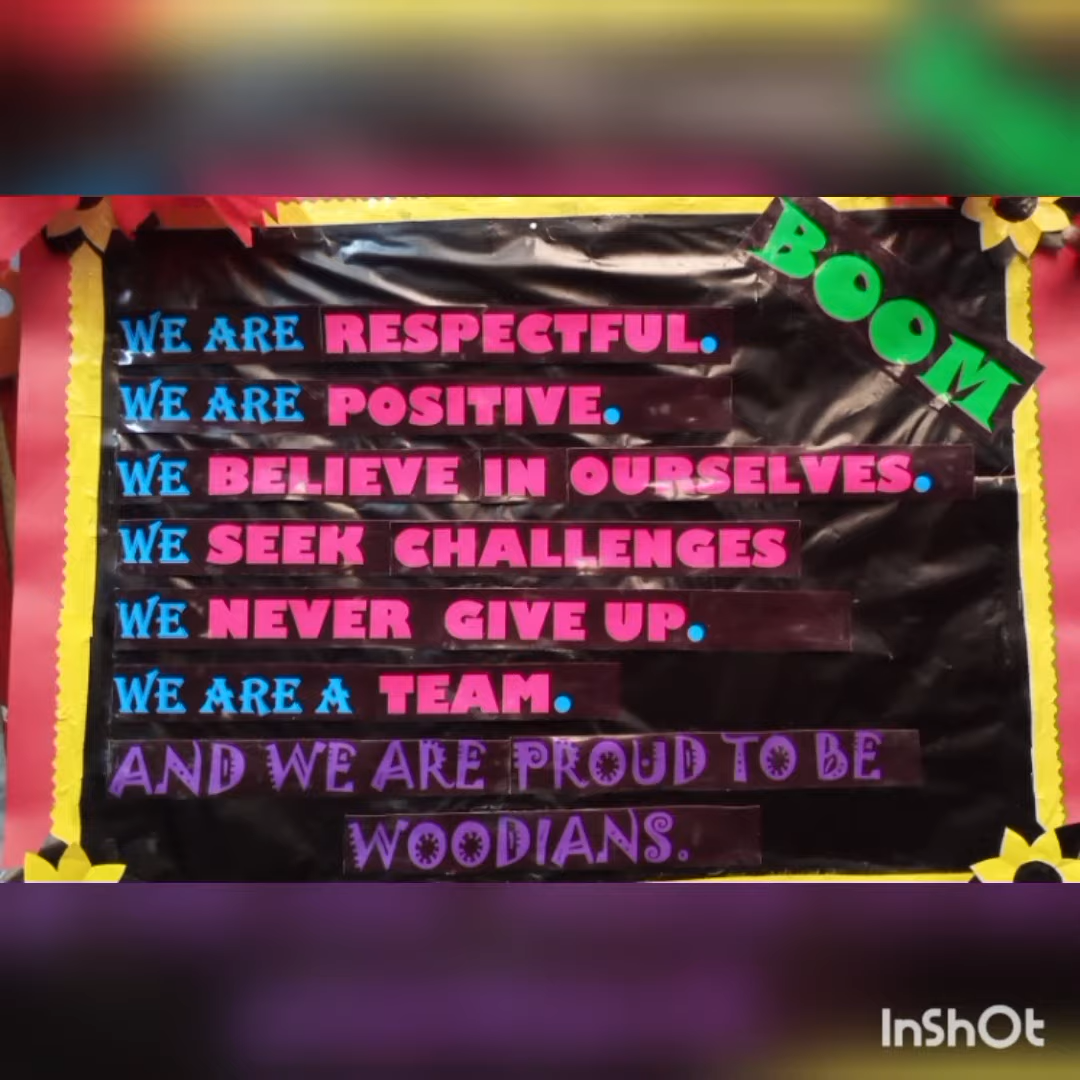 BOOM
WE ARE RESPECTFUL.
WE ARE POSITIVE.
WE BELIEVE IN OURSELVES.
WE SEEK CHALLENGES
WE NEVER GIVE UP.
WE ARE A TEAM.
AND WE ARE PROUD TO BE
WOODIANS.
InShOt